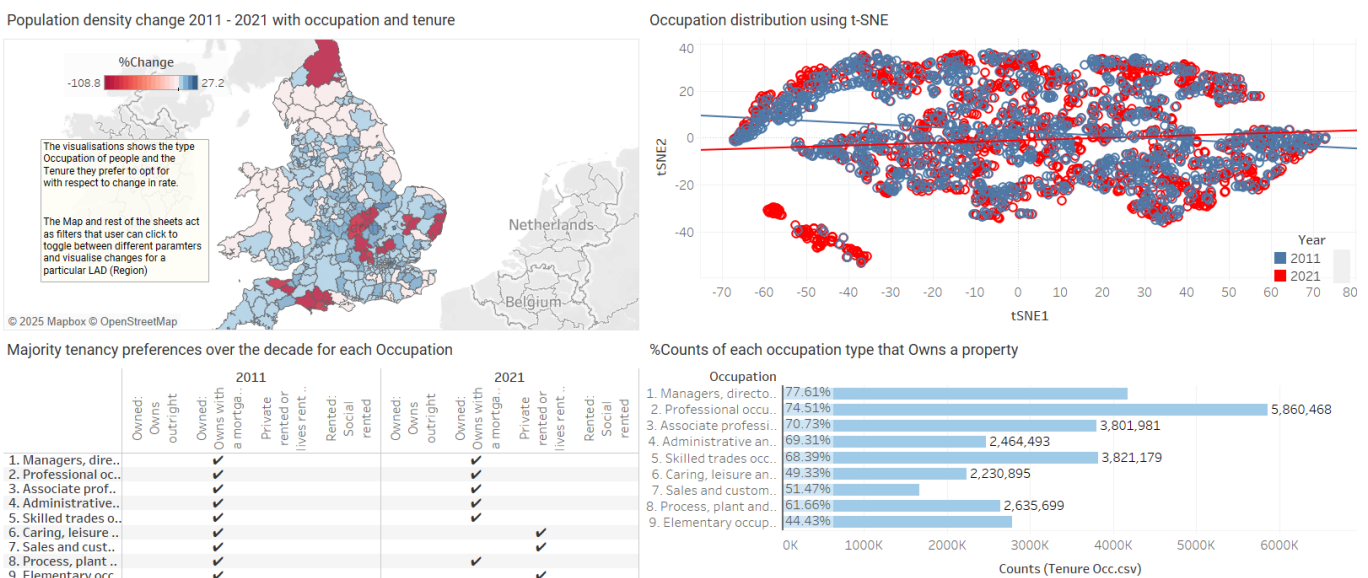 Population density change 2011 - 2021 with occupation and tenure
%Change
-108.8
27.2
The visualisations shows the type
Occupation of people and the
Tenure they prefer to opt for
with respect to change in rate.
The Map and rest of the sheets act
as filters that user can click to
toggle between different paramters
and visualise changes for a
particular LAD (Region)
Netherlands
Belgium
© 2025 Mapbox © OpenStreetMap
Occupation distribution using t-SNE
tSNE2
40
20
0
-20
-40
-70 -60 -50 -40 -30 -20 -10 0 10 20 30 40 50 60 70 80
tSNE1
Year
2011
2021
Majority tenancy preferences over the decade for each Occupation
2011
2021
Owned:
Owns
outright
Owned:
Owns with
a mortga..
Private
rented or
lives rent ..
Rented:
Social
rented
Owned:
Owns
outright
Owned:
Owns with
a mortga..
Private
rented or
lives rent ..
Rented:
Social
rented
1. Managers, dire.. ✔ ✔
2. Professional oc.. ✔ ✔
3. Associate prof.. ✔ ✔
4. Administrative.. ✔ ✔
5. Skilled trades o.. ✔ ✔
6. Caring, leisure .. ✔ ✔
7. Sales and cust.. ✔ ✔
8. Process, plant .. ✔ ✔
9. Elementary occ.. ✔ ✔
%Counts of each occupation type that Owns a property
Occupation
1. Managers, directo.. 77.61%
2. Professional occu.. 74.51% 5,860,468
3. Associate professi.. 70.73% 3,801,981
4. Administrative an.. 69.31% 2,464,493
5. Skilled trades occ.. 68.39% 3,821,179
6. Caring, leisure an.. 49.33% 2,230,895
7. Sales and custom.. 51.47%
8. Process, plant and.. 61.66% 2,635,699
9. Elementary occup.. 44.43%
0K 1000K 2000K 3000K 4000K 5000K 6000K
Counts (Tenure Occ.csv)